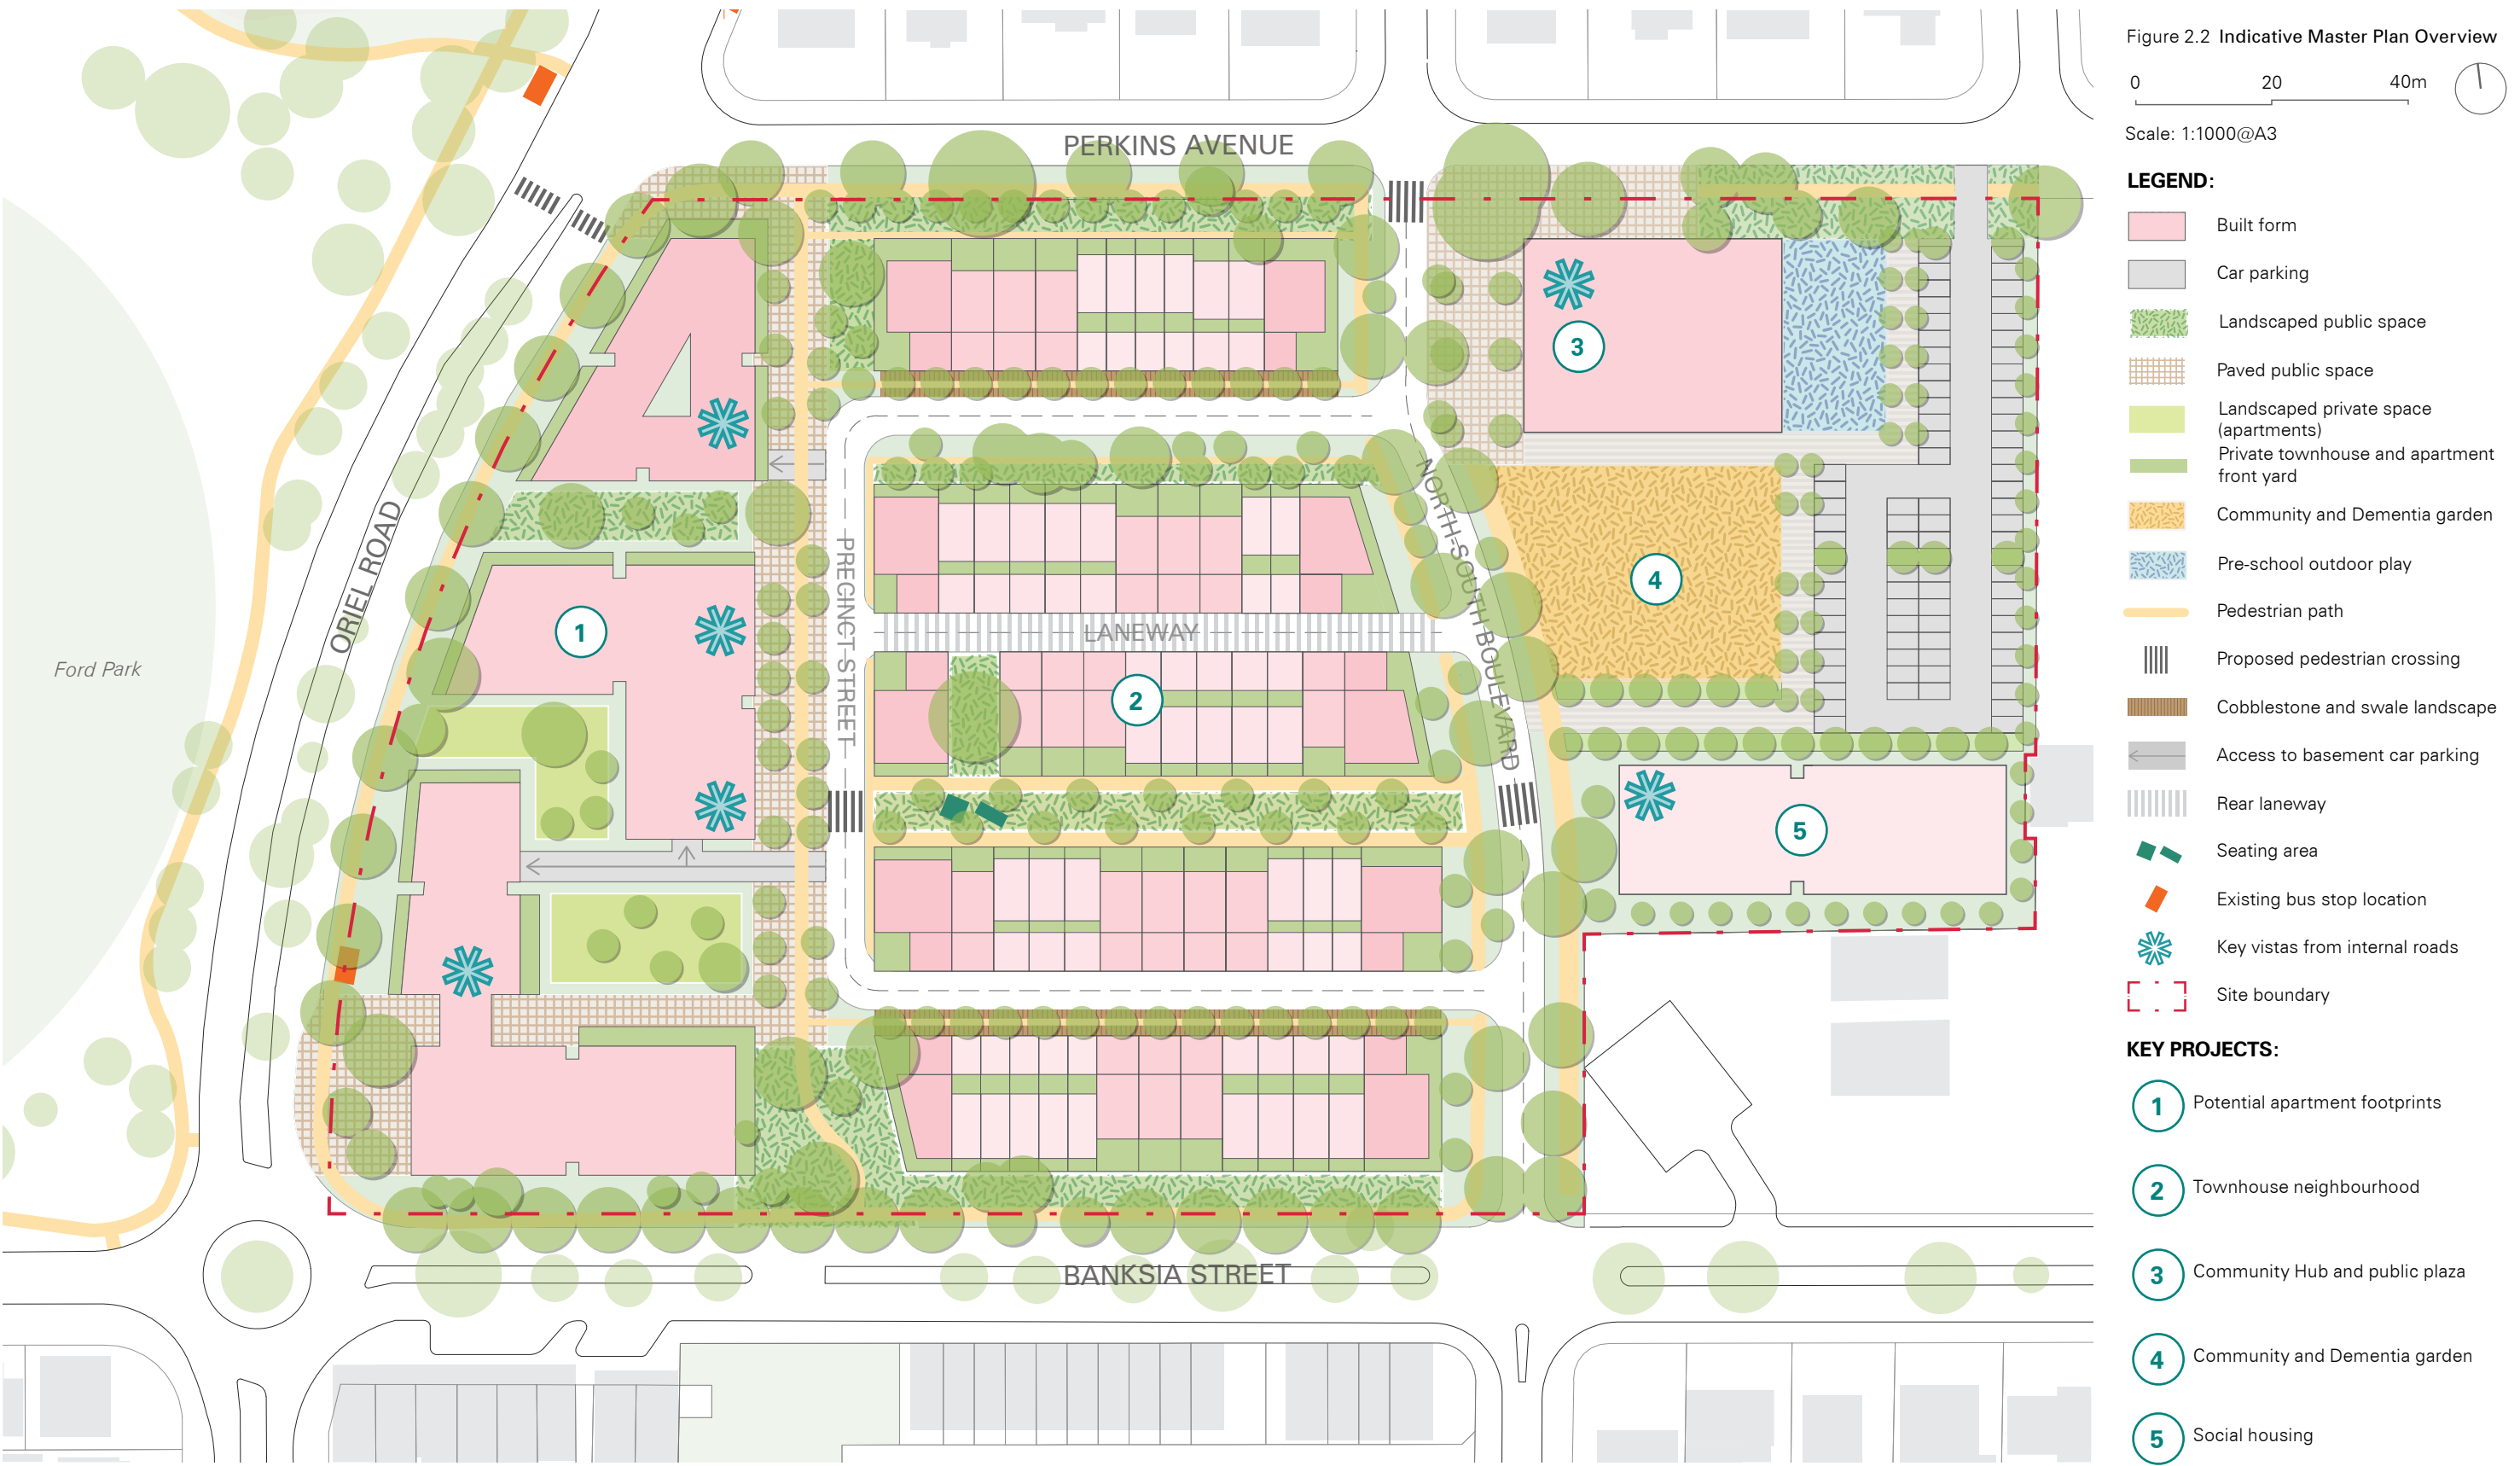 Figure 2.2 Indicative Master Plan Overview
0 20 40m
Scale: 1:1000@A3
LEGEND:
Built form
Car parking
Landscaped public space
Paved public space
Landscaped private space
(apartments)
Private townhouse and apartment
front yard
Community and Dementia garden
Pre-school outdoor play
Pedestrian path
Proposed pedestrian crossing
Cobblestone and swale landscape
Access to basement car parking
Rear laneway
Seating area
Existing bus stop location
Key vistas from internal roads
Site boundary
KEY PROJECTS:
1 Potential apartment footprints
2 Townhouse neighbourhood
3 Community Hub and public plaza
4 Community and Dementia garden
5 Social housing
PERKINS AVENUE
3
ORIEL ROAD
PRECINCT STREET
NORTH-SOUTH BOULEVARD
4
1
LANEWAY
Ford Park
2
5
BANKSIA STREET